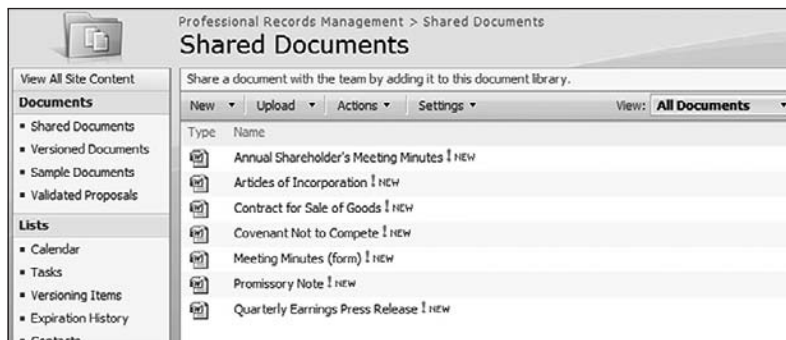 Professional Records Management > Shared Documents
Shared Documents
View All Site Content
Share a document with the team by adding it to this document library.
Documents
Shared Documents
Versioned Documents
Sample Documents
Validated Proposals
Lists
Calendar
Tasks
Versioning Items
Expiration History
Contacts
New Upload Actions Settings View: All Documents
Type Name
Annual Shareholder's Meeting Minutes ! NEW
Articles of Incorporation ! NEW
Contract for Sale of Goods ! NEW
Covenant Not to Compete ! NEW
Meeting Minutes (form) ! NEW
Promissory Note ! NEW
Quarterly Earnings Press Release ! NEW